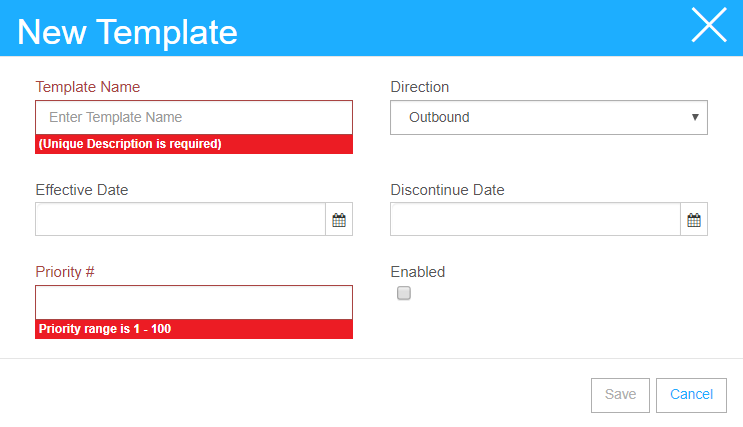 New Template
Template Name
Direction
Enter Template Name
Outbound
(Unique Description is required)
Effective Date
Discontinue Date
Priority #
Enabled
Priority range is 1 - 100
Save
Cancel